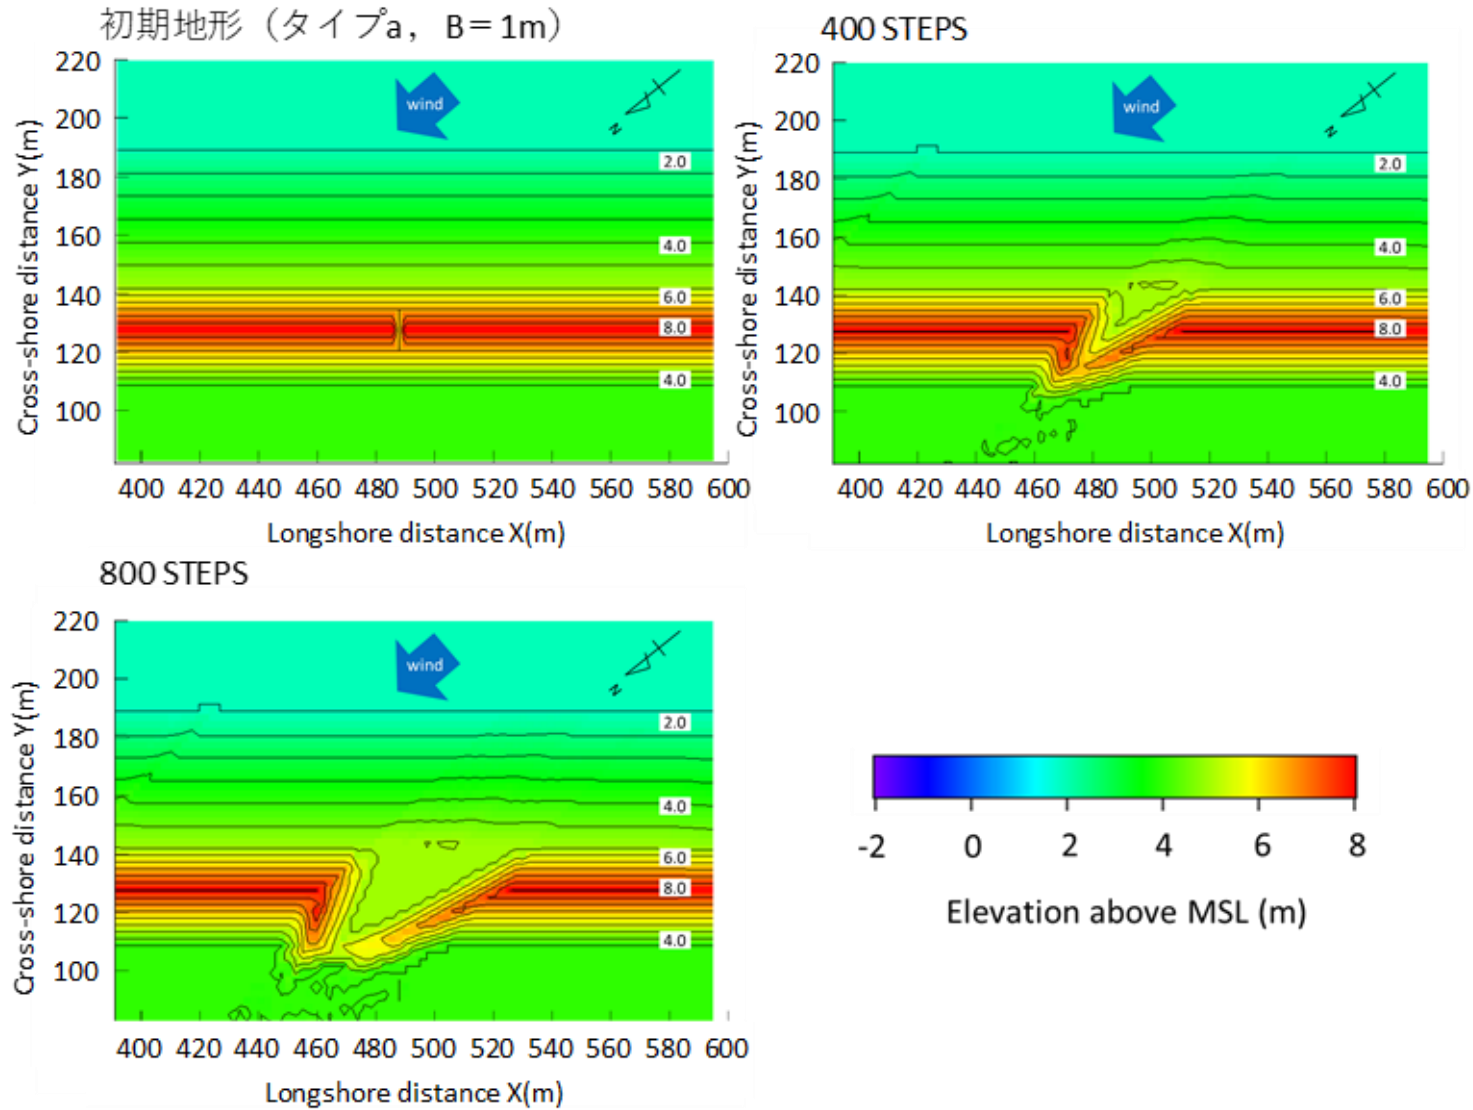 初期地形（タイプa， B＝1m）
220
200
180
160
140
120
100
Cross-shore distance Y(m)
wind
N
2.0
4.0
6.0
8.0
4.0
400 420 440 460 480 500 520 540 560 580 600
Longshore distance X(m)
400 STEPS
220
200
180
160
140
120
100
Cross-shore distance Y(m)
wind
N
2.0
4.0
6.0
8.0
4.0
400 420 440 460 480 500 520 540 560 580 600
Longshore distance X(m)
800 STEPS
220
200
180
160
140
120
100
Cross-shore distance Y(m)
wind
N
2.0
4.0
6.0
8.0
4.0
400 420 440 460 480 500 520 540 560 580 600
Longshore distance X(m)
-2 0 2 4 6 8
Elevation above MSL (m)